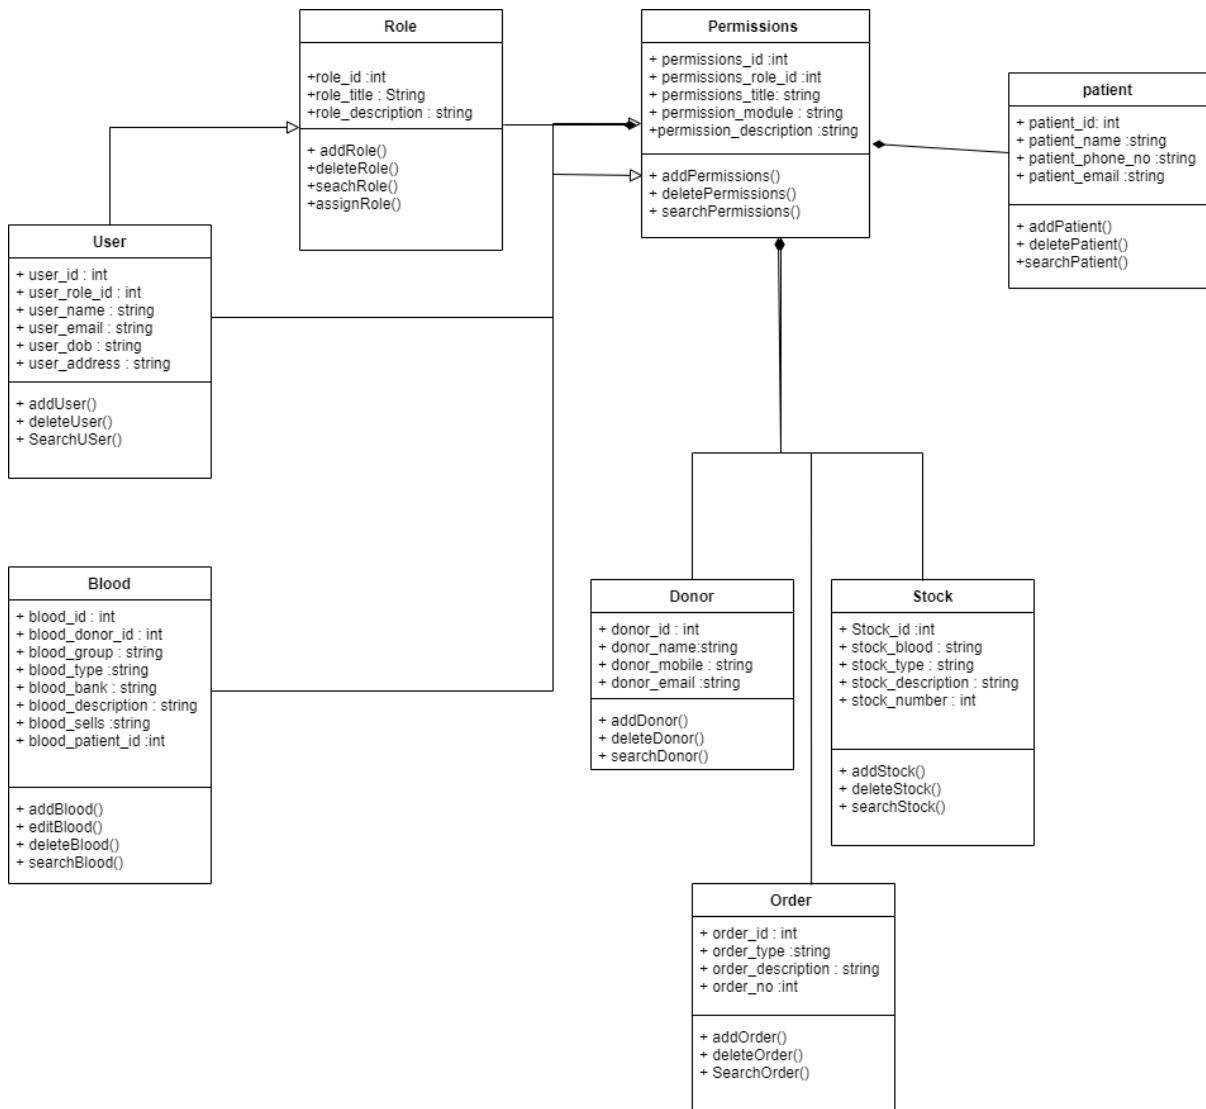 Role
+role_id :int
+role_title : String
+role_description : string
+ addRole()
+deleteRole()
+seachRole()
+assignRole()
Permissions
+ permissions_id :int
+ permissions_role_id :int
+ permissions_title: string
+ permission_module : string
+permission_description :string
+ addPermissions()
+ deletePermissions()
+ searchPermissions()
patient
+ patient_id: int
+ patient_name :string
+ patient_phone_no :string
+ patient_email :string
+ addPatient()
+ deletePatient()
+searchPatient()
User
+ user_id : int
+ user_role_id : int
+ user_name : string
+ user_email : string
+ user_dob : string
+ user_address : string
+ addUser()
+ deleteUser()
+ SearchUSer()
Blood
+ blood_id : int
+ blood_donor_id : int
+ blood_group : string
+ blood_type :string
+ blood_bank : string
+ blood_description : string
+ blood_sells :string
+ blood_patient_id :int
+ addBlood()
+ editBlood()
+ deleteBlood()
+ searchBlood()
Donor
+ donor_id : int
+ donor_name:string
+ donor_mobile : string
+ donor_email :string
+ addDonor()
+ deleteDonor()
+ searchDonor()
Stock
+ Stock_id :int
+ stock_blood : string
+ stock_type : string
+ stock_description : string
+ stock_number : int
+ addStock()
+ deleteStock()
+ searchStock()
Order
+ order_id : int
+ order_type :string
+ order_description : string
+ order_no :int
+ addOrder()
+ deleteOrder()
+ SearchOrder()